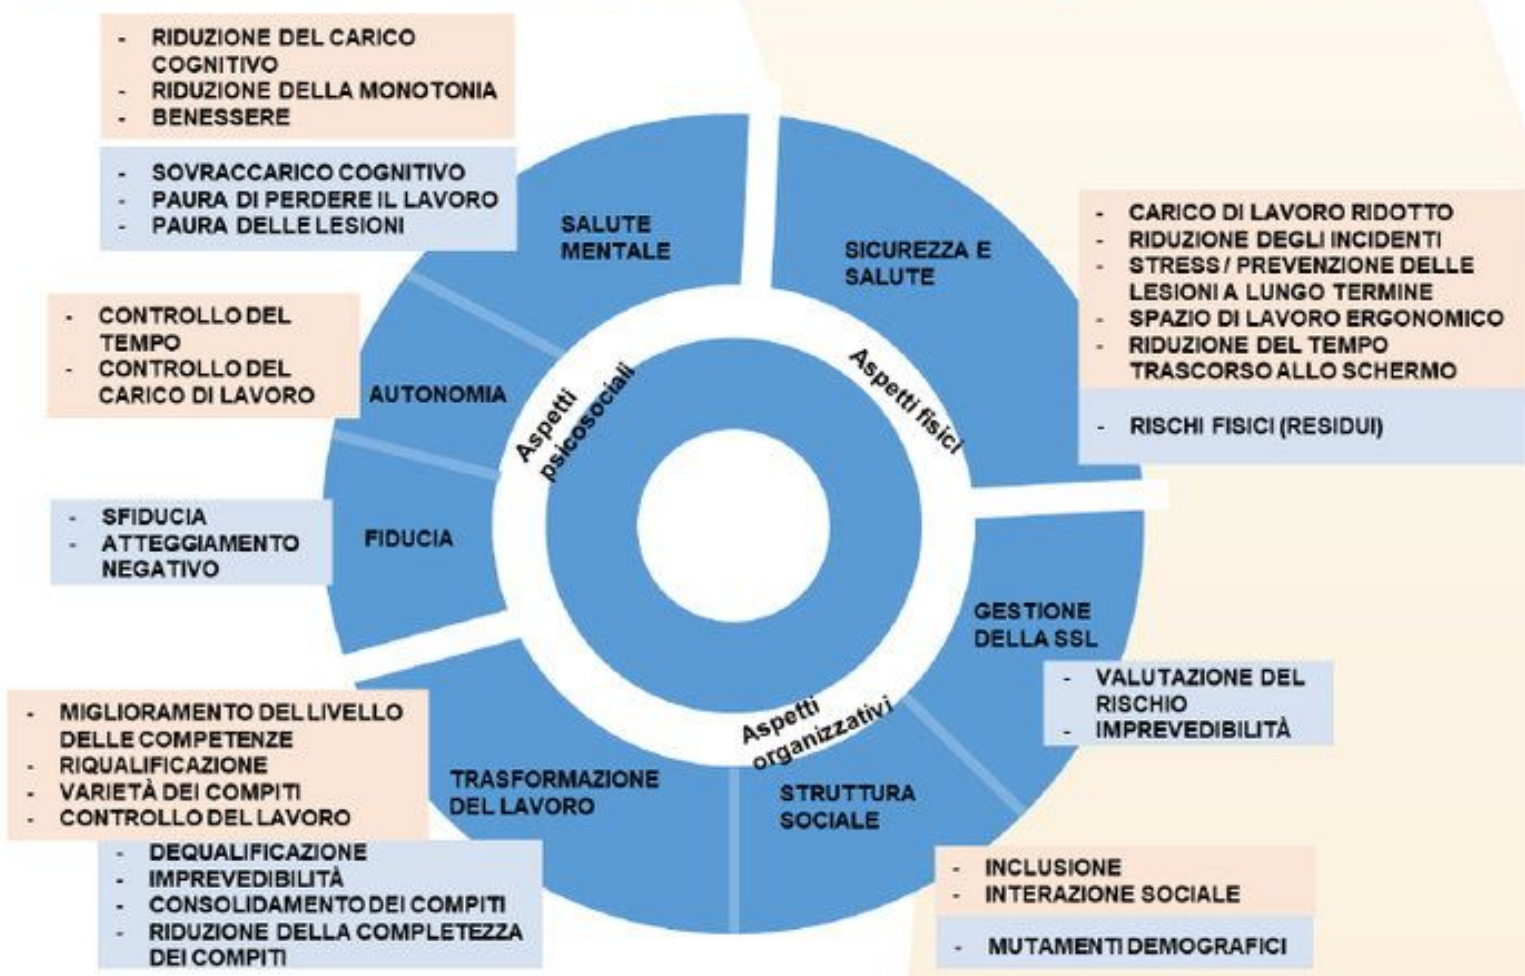 - RIDUZIONE DEL CARICO
COGNITIVO
- RIDUZIONE DELLA MONOTONIA
- BENESSERE
- SOVRACCARICO COGNITIVO
- PAURA DI PERDERE IL LAVORO
- PAURA DELLE LESIONI
SALUTE
MENTALE
SICUREZZA E
SALUTE
- CARICO DI LAVORO RIDOTTO
- RIDUZIONE DEGLI INCIDENTI
- STRESS / PREVENZIONE DELLE
LESIONI A LUNGO TERMINE
- SPAZIO DI LAVORO ERGONOMICO
- RIDUZIONE DEL TEMPO
TRASCORSO ALLO SCHERMO
- RISCHI FISICI (RESIDUI)
- CONTROLLO DEL
TEMPO
- CONTROLLO DEL
CARICO DI LAVORO
AUTONOMIA
Aspetti
psicosociali
Aspetti fisici
- SFIDUCIA
- ATTEGGIAMENTO
NEGATIVO
FIDUCIA
GESTIONE
DELLA SSL
- VALUTAZIONE DEL
RISCHIO
- IMPREVEDIBILITÀ
Aspetti
organizzativi
- MIGLIORAMENTO DEL LIVELLO
DELLE COMPETENZE
- RIQUALIFICAZIONE
- VARIETÀ DEI COMPITI
- CONTROLLO DEL LAVORO
TRASFORMAZIONE
DEL LAVORO
STRUTTURA
SOCIALE
- DEQUALIFICAZIONE
- IMPREVEDIBILITÀ
- CONSOLIDAMENTO DEI COMPITI
- RIDUZIONE DELLA COMPLETEZZA
DEI COMPITI
- INCLUSIONE
- INTERAZIONE SOCIALE
- MUTAMENTI DEMOGRAFICI